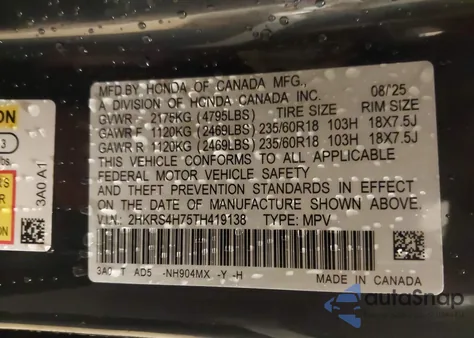 ON
3
lbs.
3A0 A1
MFD BY HONDA OF CANADA MFG., 08/25
A DIVISION OF HONDA CANADA INC.
GVWR - 2175KG (4795LBS) TIRE SIZE RIM SIZE
GAWR F 1120KG (2469LBS) 235/60R18 103H 18X7.5J
GAWR R 1120KG (2469LBS) 235/60R18 103H 18X7.5J
THIS VEHICLE CONFORMS TO ALL APPLICABLE
FEDERAL MOTOR VEHICLE SAFETY
AND THEFT PREVENTION STANDARDS IN EFFECT
ON THE DATE OF MANUFACTURE SHOWN ABOVE.
V.I.N: 2HKRS4H75TH419138 TYPE: MPV
3A0 T AD5 -NH904MX -Y -H MADE IN CANADA
autoSnap